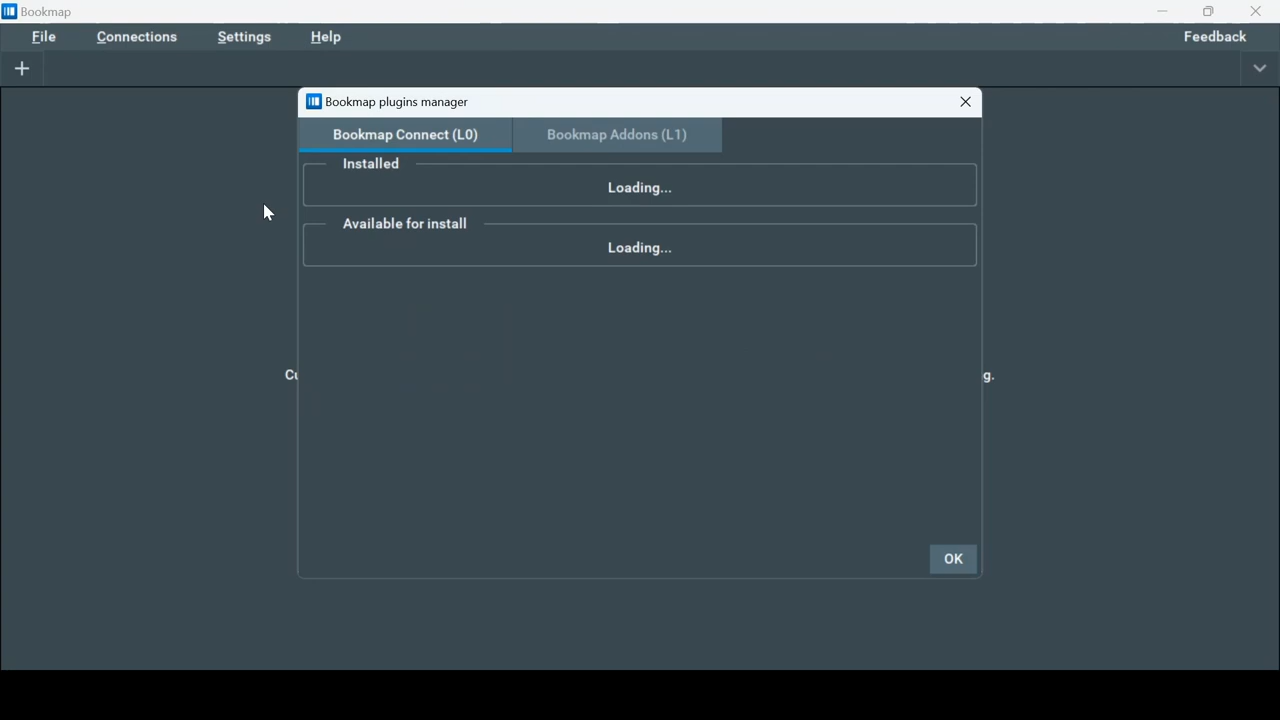 Bookmap
File Connections Settings Help Feedback
Bookmap plugins manager
Bookmap Connect (L0) Bookmap Addons (L1)
Installed
Loading...
Available for install
Loading...
OK